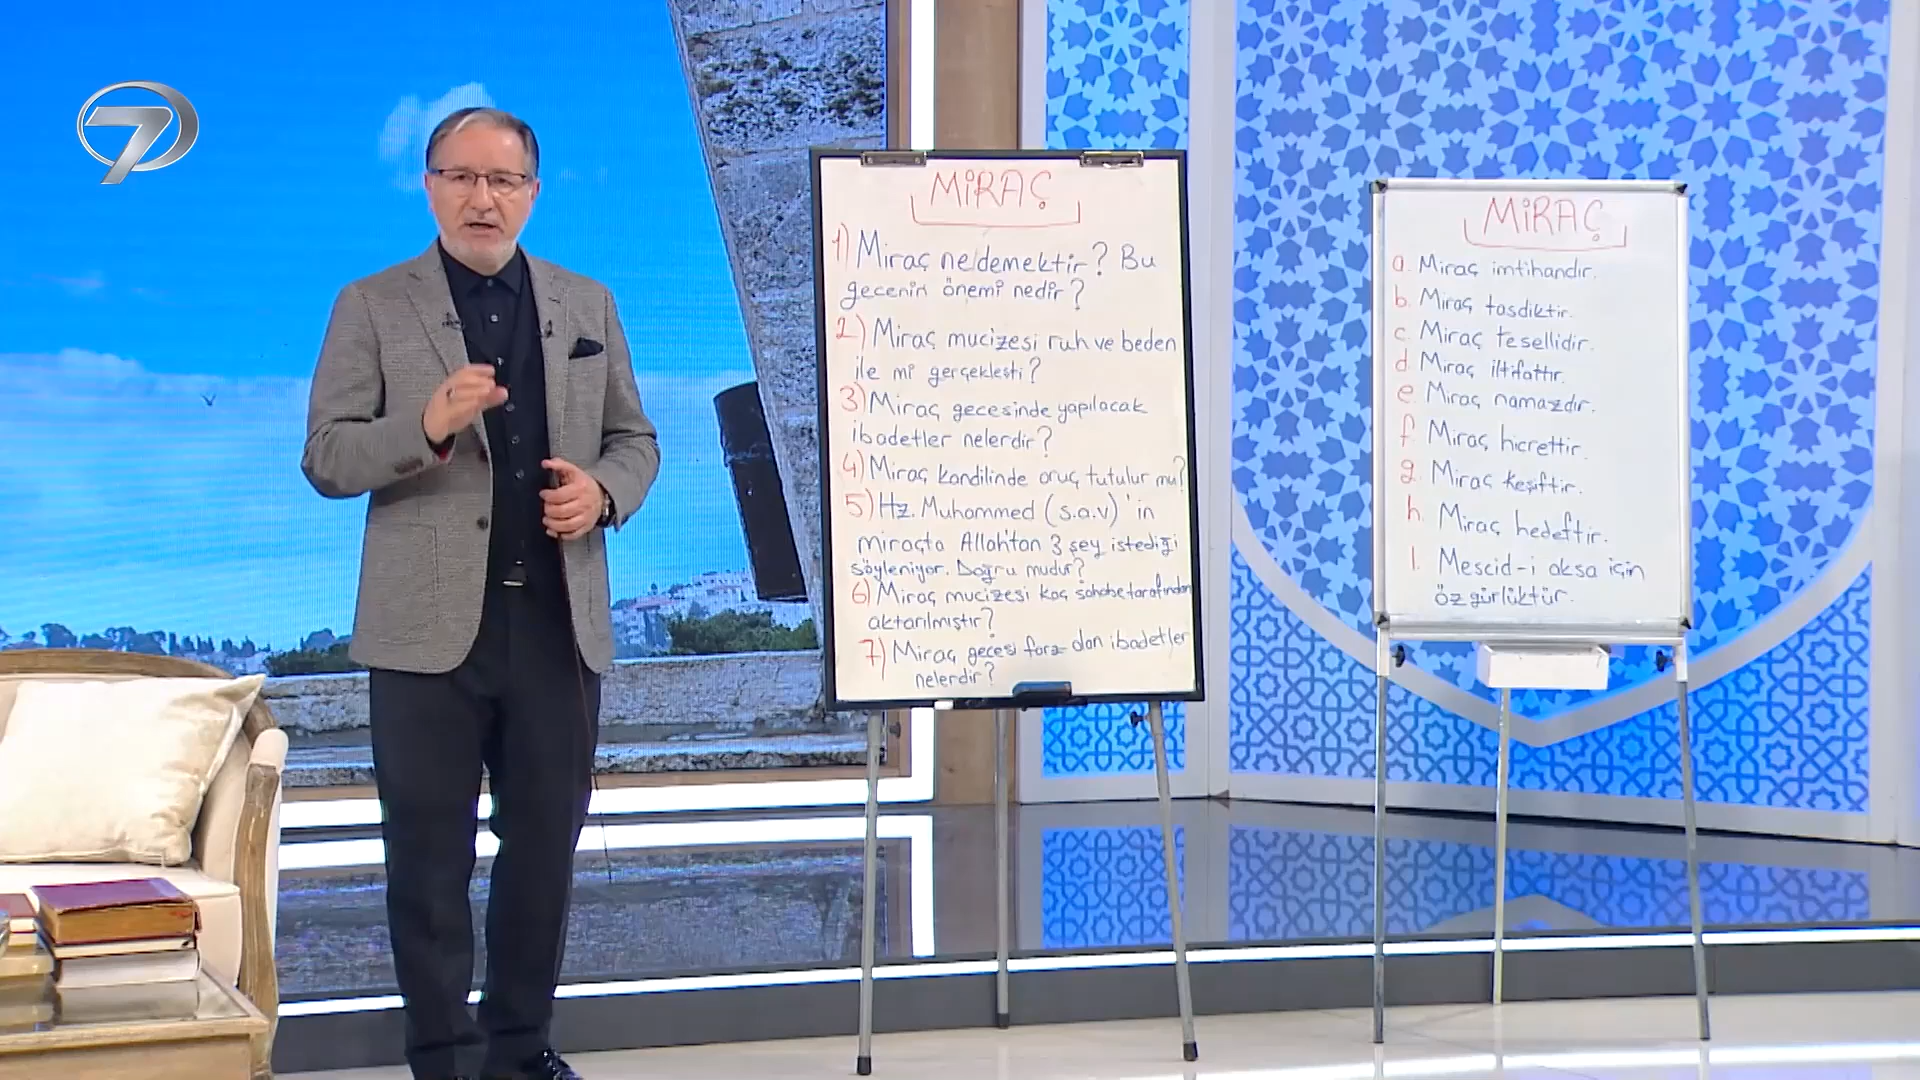 7
MİRAÇ
1) Miraç ne demektir? Bu
gecenin önemi nedir?
2) Miraç mucizesi ruh ve beden
ile mi gerçekleşti?
3) Miraç gecesinde yapılacak
ibadetler nelerdir?
4) Miraç kandilinde oruç tutulur mu?
5) Hz. Muhammed (s.a.v)'in
miraçta Allah'tan 3 şey istediği
söyleniyor. Doğru mudur?
6) Miraç mucizesi kaç sahabe tarafından
aktarılmıştır?
7) Miraç gecesi farz olan ibadetler
nelerdir?
MİRAÇ
a. Miraç imtihandır.
b. Miraç tasdiktir.
c. Miraç tesellidir.
d. Miraç iltifattır.
e. Miraç namazdır.
f. Miraç hicrettir.
g. Miraç keşiftir.
h. Miraç hedeftir.
l. Mescid-i aksa için
özgürlüktür.